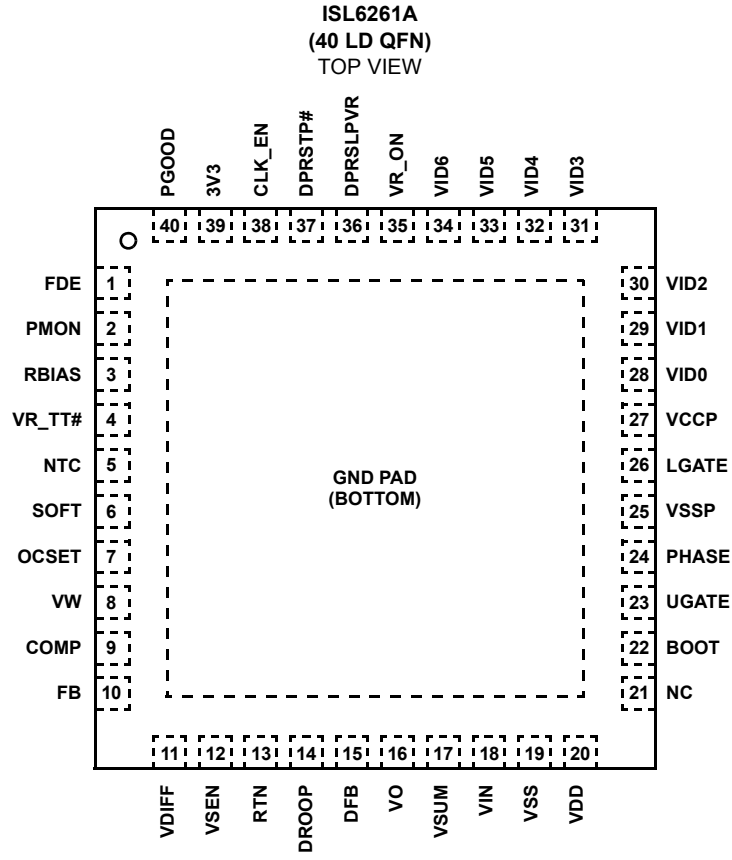 ISL6261A
(40 LD QFN)
TOP VIEW
PGOOD
3V3
CLK_EN
DPRSTP#
DPRSLPVR
VR_ON
VID6
VID5
VID4
VID3
40 39 38 37 36 35 34 33 32 31
FDE 1 30 VID2
PMON 2 29 VID1
RBIAS 3 28 VID0
VR_TT# 4 27 VCCP
NTC 5 26 LGATE
GND PAD
(BOTTOM)
SOFT 6 25 VSSP
OCSET 7 24 PHASE
VW 8 23 UGATE
COMP 9 22 BOOT
FB 10 21 NC
11 12 13 14 15 16 17 18 19 20
VDIFF
VSEN
RTN
DROOP
DFB
VO
VSUM
VIN
VSS
VDD